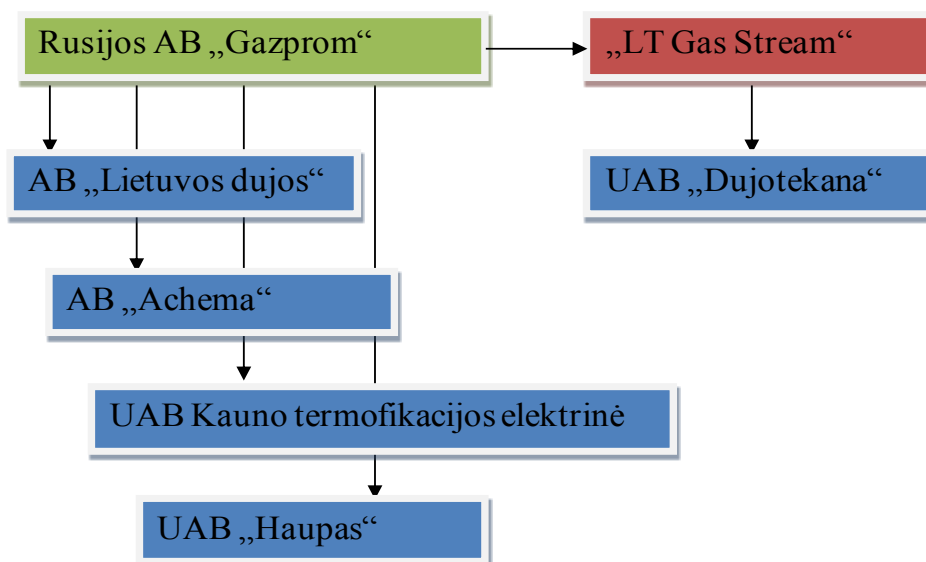 Rusijos AB „Gazprom“
„LT Gas Stream“
AB „Lietuvos dujos“
UAB „Dujotekana“
AB „Achema“
UAB Kauno termofikacijos elektrinė
UAB „Haupas“